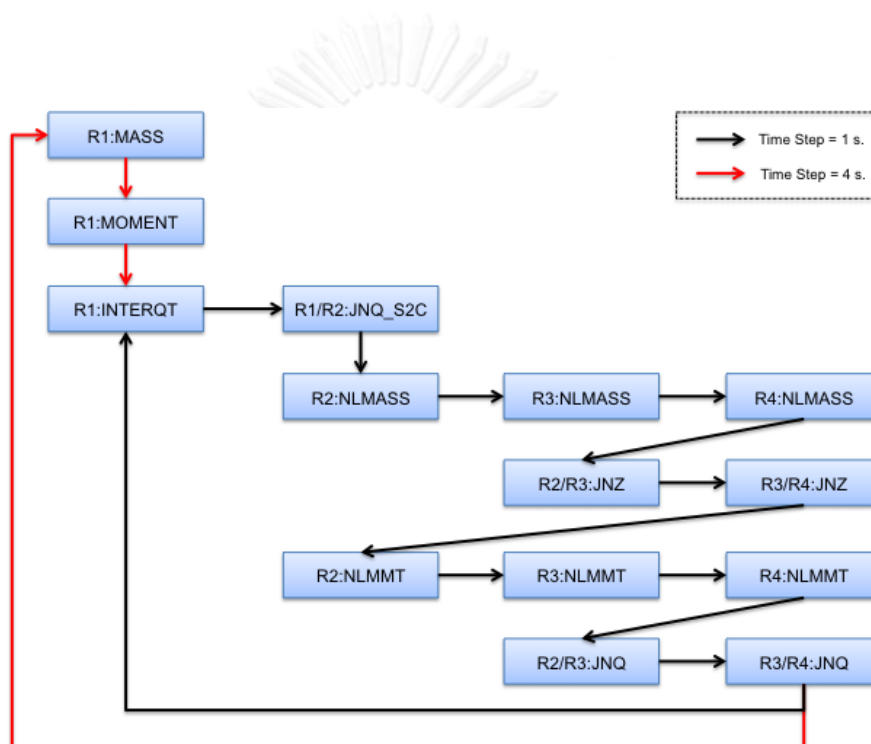 R1:MASS
Time Step = 1 s.
Time Step = 4 s.
R1:MOMENT
R1:INTERQT
R1/R2:JNQ_S2C
R2:NLMASS
R3:NLMASS
R4:NLMASS
R2/R3:JNZ
R3/R4:JNZ
R2:NLMMT
R3:NLMMT
R4:NLMMT
R2/R3:JNQ
R3/R4:JNQ